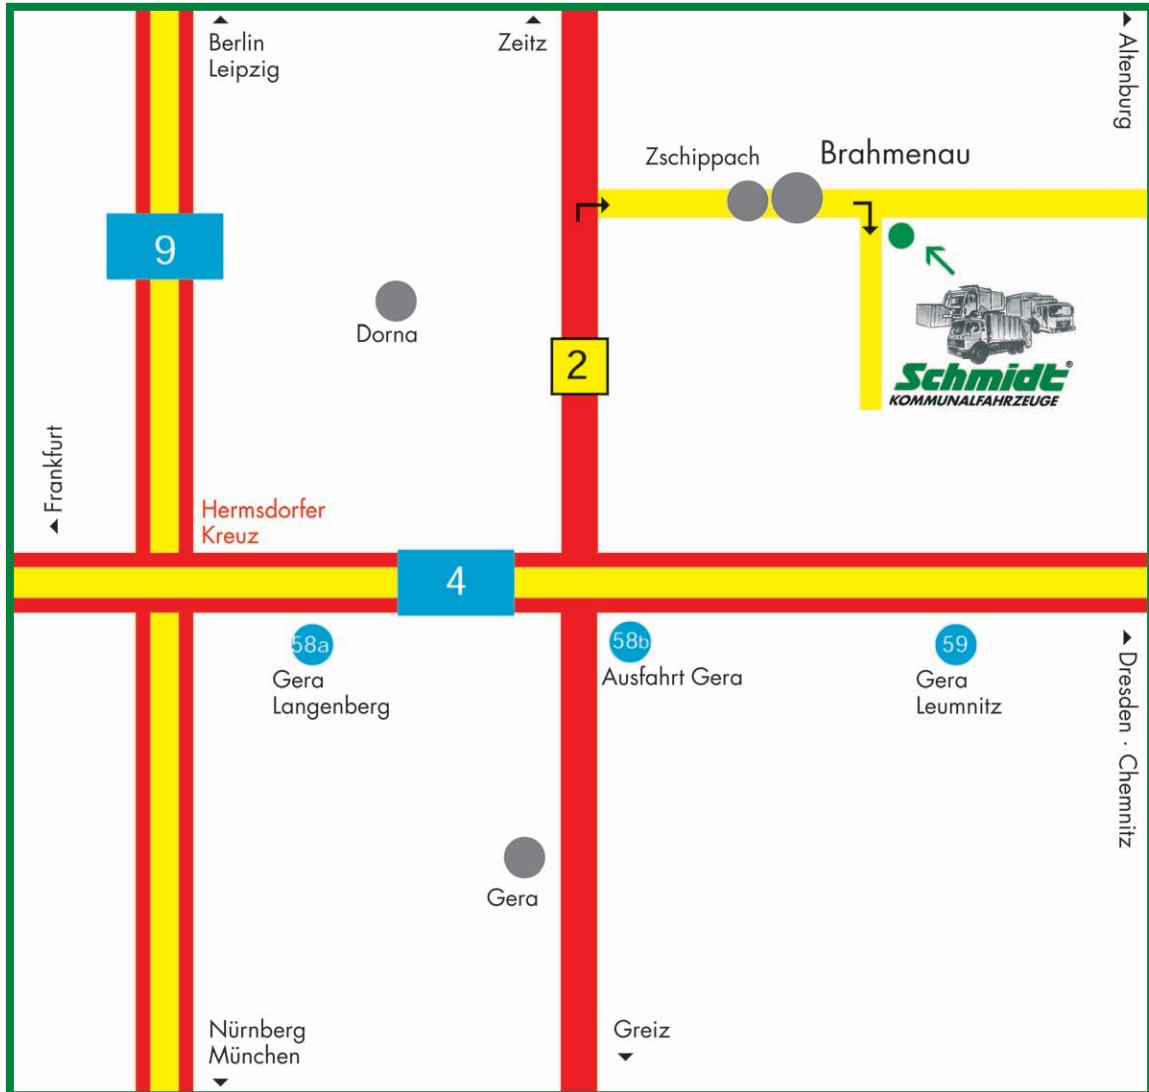 Berlin
Leipzig
Zeitz
Altenburg
Zschippach
Brahmenau
9
Dorna
2
Schmidt®
KOMMUNALFAHRZEUGE
Frankfurt
Hermsdorfer
Kreuz
4
58a
Gera
Langenberg
58b
Ausfahrt Gera
59
Gera
Leumnitz
Dresden · Chemnitz
Gera
Nürnberg
München
Greiz